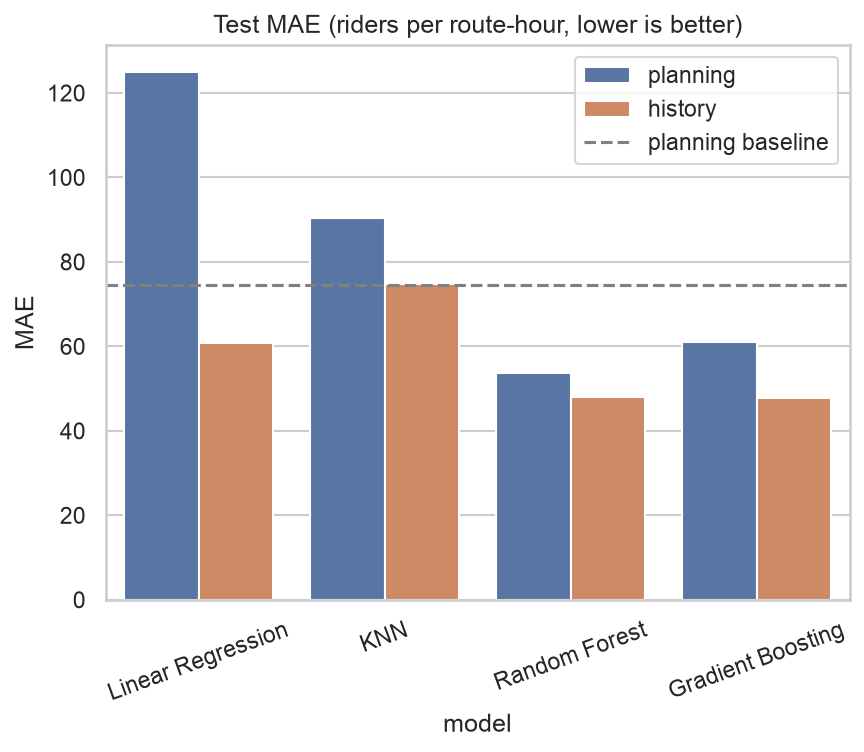 Test MAE (riders per route-hour, lower is better)
planning
history
planning baseline
MAE
120
100
80
60
40
20
0
Linear Regression
KNN
Random Forest
Gradient Boosting
model